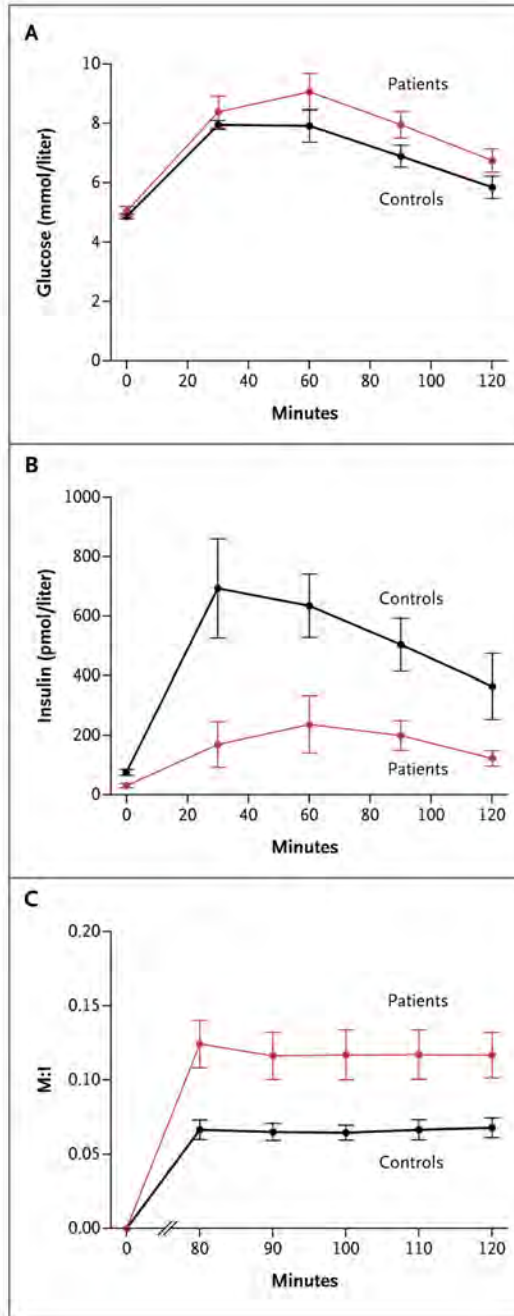 A
10
8
6
4
2
0
Glucose (mmol/liter)
Patients
Controls
0 20 40 60 80 100 120
Minutes
B
1000
800
600
400
200
0
Insulin (pmol/liter)
Controls
Patients
0 20 40 60 80 100 120
Minutes
C
0.20
0.15
0.10
0.05
0.00
M:I
Patients
Controls
0 80 90 100 110 120
Minutes